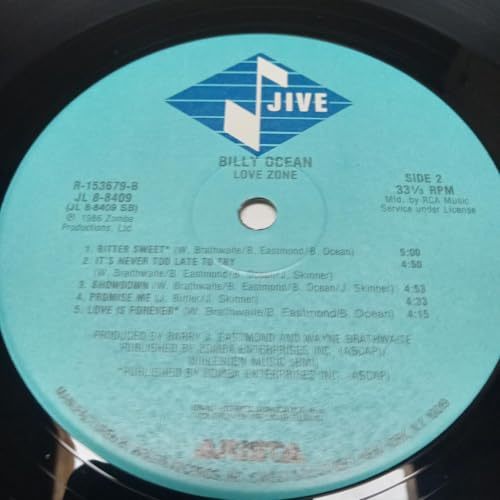 JIVE
BILLY OCEAN
LOVE ZONE
R-153679-B
JL 8-8409
(JL 8-8409 SB)
℗ 1986 Zomba
Productions, Ltd.
SIDE 2
33⅓ RPM
Mfd. by RCA Music
Service under License
1. BITTER SWEET* (W. Brathwaite/B. Eastmond/B. Ocean) 5:00
2. IT'S NEVER TOO LATE TO TRY
(W. Brathwaite/B. Eastmond/B. Ocean/J. Skinner) 4:50
3. SHOWDOWN (W. Brathwaite/B. Eastmond/B. Ocean/J. Skinner) 4:53
4. PROMISE ME (J. Butler/J. Skinner) 4:33
5. LOVE IS FOREVER* (W. Brathwaite/B. Eastmond/B. Ocean) 4:15
PRODUCED BY BARRY J. EASTMOND AND WAYNE BRATHWAITE
PUBLISHED BY ZOMBA ENTERPRISES INC. (ASCAP)/
MUSIC (BMI)
*PUBLISHED BY ZOMBA ENTERPRISES INC. (ASCAP)
ARISTA